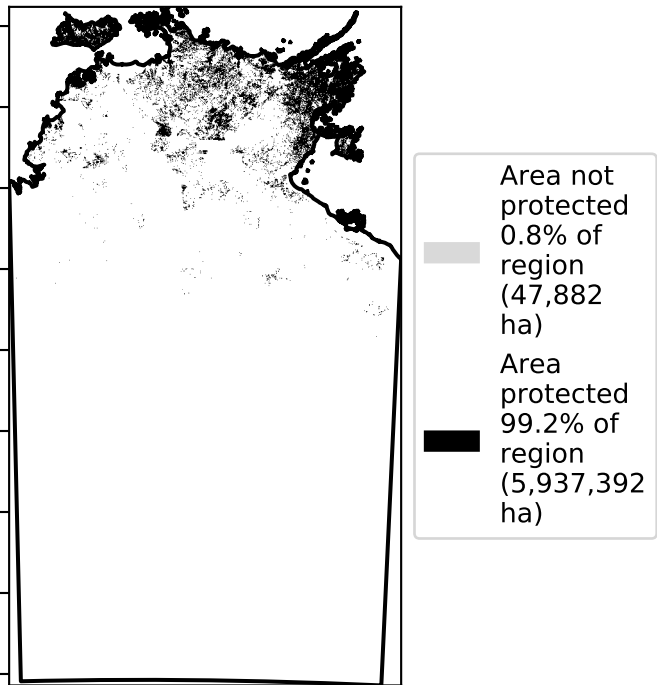 Area not
protected
0.8% of
region
(47,882
ha)
Area
protected
99.2% of
region
(5,937,392
ha)